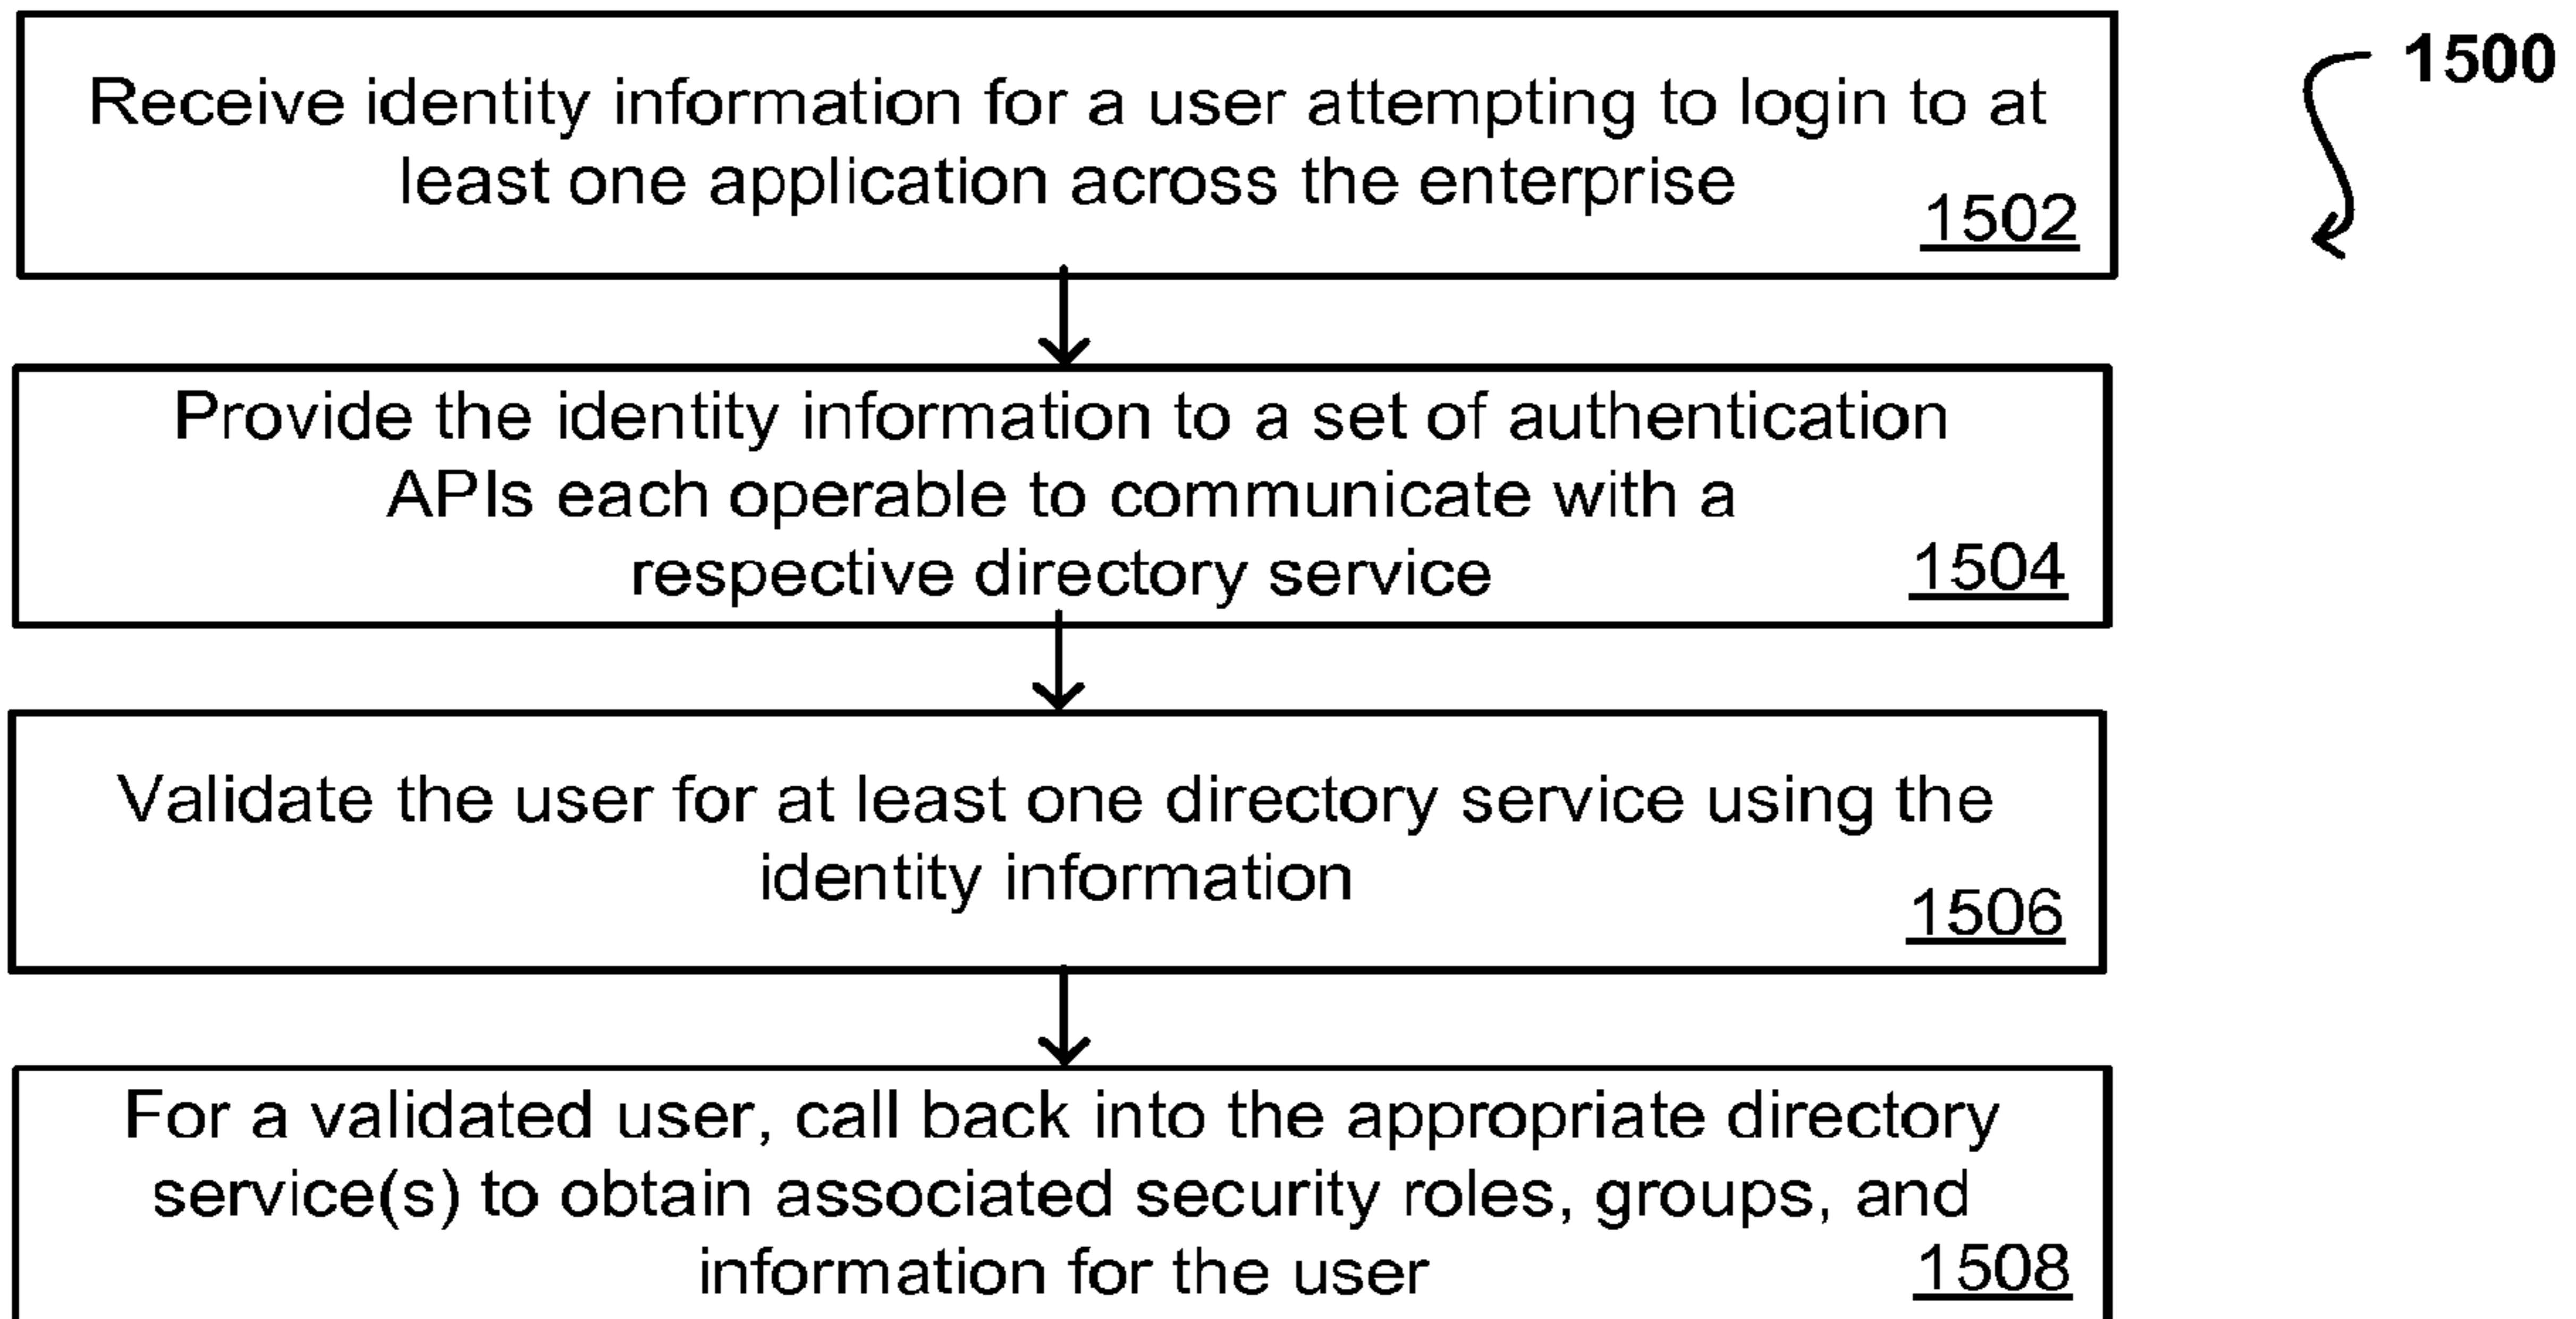 Receive identity information for a user attempting to login to at
least one application across the enterprise
1502
1500
Provide the identity information to a set of authentication
APIs each operable to communicate with a
respective directory service
1504
Validate the user for at least one directory service using the
identity information
1506
For a validated user, call back into the appropriate directory
service(s) to obtain associated security roles, groups, and
information for the user
1508